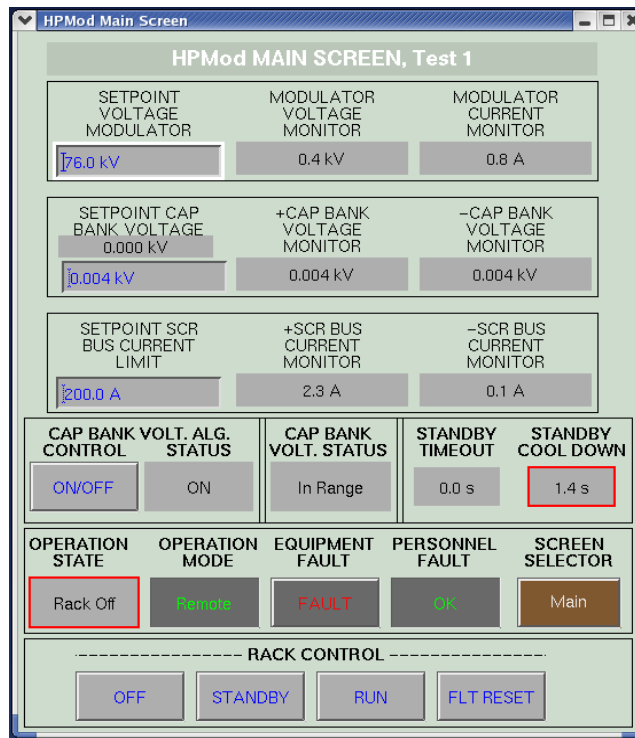 HPMod Main Screen
HPMod MAIN SCREEN, Test 1
SETPOINT
VOLTAGE
MODULATOR
76.0 kV
MODULATOR
VOLTAGE
MONITOR
0.4 kV
MODULATOR
CURRENT
MONITOR
0.8 A
SETPOINT CAP
BANK VOLTAGE
0.000 kV
0.004 kV
+CAP BANK
VOLTAGE
MONITOR
0.004 kV
-CAP BANK
VOLTAGE
MONITOR
0.004 kV
SETPOINT SCR
BUS CURRENT
LIMIT
200.0 A
+SCR BUS
CURRENT
MONITOR
2.3 A
-SCR BUS
CURRENT
MONITOR
0.1 A
CAP BANK VOLT. ALG.
CONTROL STATUS
ON/OFF ON
CAP BANK
VOLT. STATUS
In Range
STANDBY
TIMEOUT
0.0 s
STANDBY
COOL DOWN
1.4 s
OPERATION
STATE
Rack Off
OPERATION
MODE
Remote
EQUIPMENT
FAULT
FAULT
PERSONNEL
FAULT
OK
SCREEN
SELECTOR
Main
RACK CONTROL
OFF STANDBY RUN FLT RESET